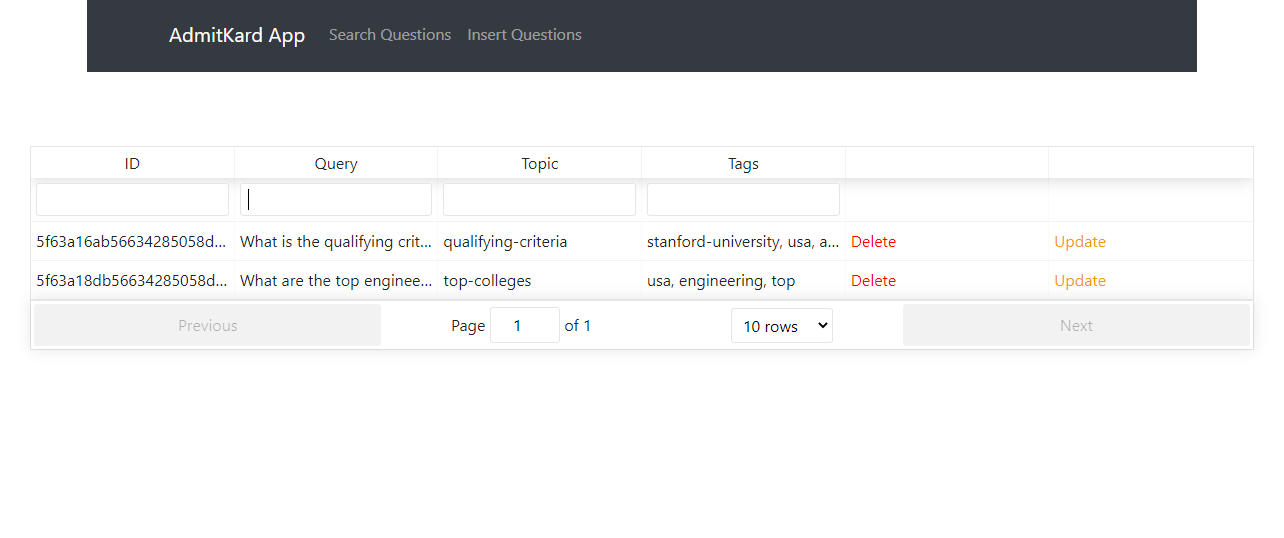 AdmitKard App Search Questions Insert Questions
ID Query Topic Tags
5f63a16ab56634285058d... What is the qualifying crit... qualifying-criteria stanford-university, usa, a... Delete Update
5f63a18db56634285058d... What are the top enginee... top-colleges usa, engineering, top Delete Update
Previous Page 1 of 1 10 rows Next